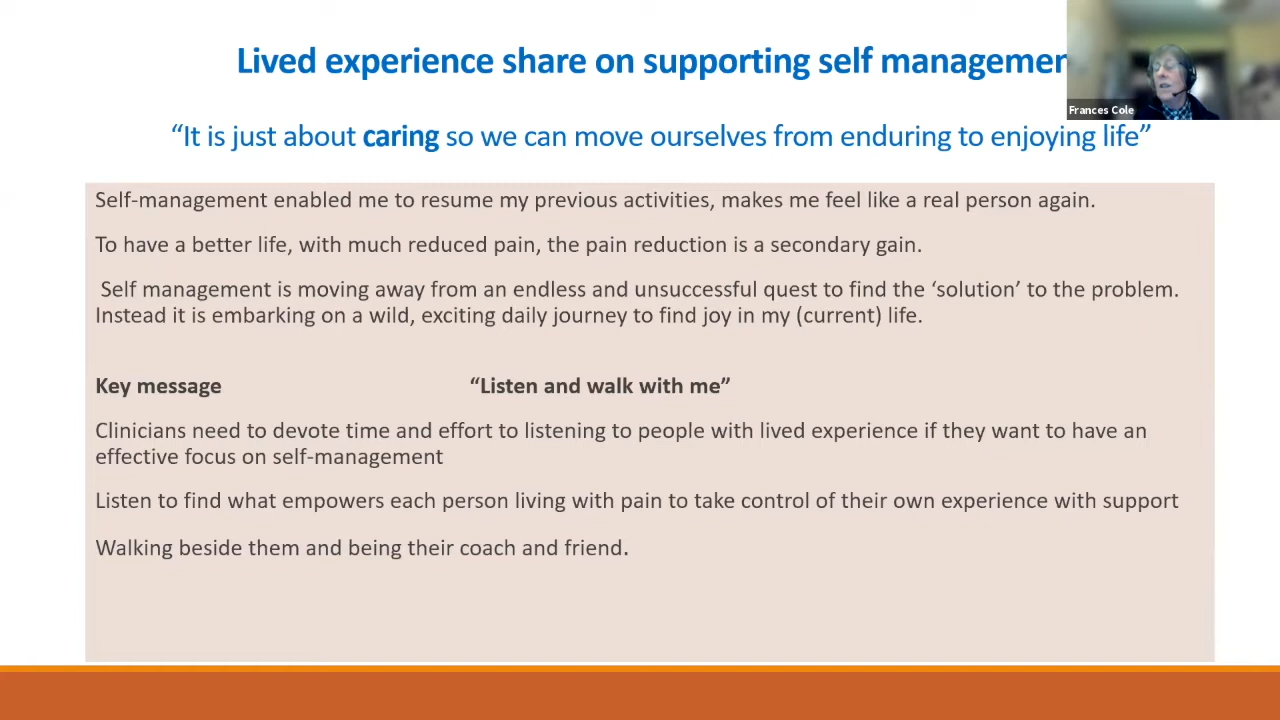 Lived experience share on supporting self managemen
Frances Cole
“It is just about caring so we can move ourselves from enduring to enjoying life”
Self-management enabled me to resume my previous activities, makes me feel like a real person again.
To have a better life, with much reduced pain, the pain reduction is a secondary gain.
Self management is moving away from an endless and unsuccessful quest to find the ‘solution’ to the problem.
Instead it is embarking on a wild, exciting daily journey to find joy in my (current) life.
Key message “Listen and walk with me”
Clinicians need to devote time and effort to listening to people with lived experience if they want to have an
effective focus on self-management
Listen to find what empowers each person living with pain to take control of their own experience with support
Walking beside them and being their coach and friend.